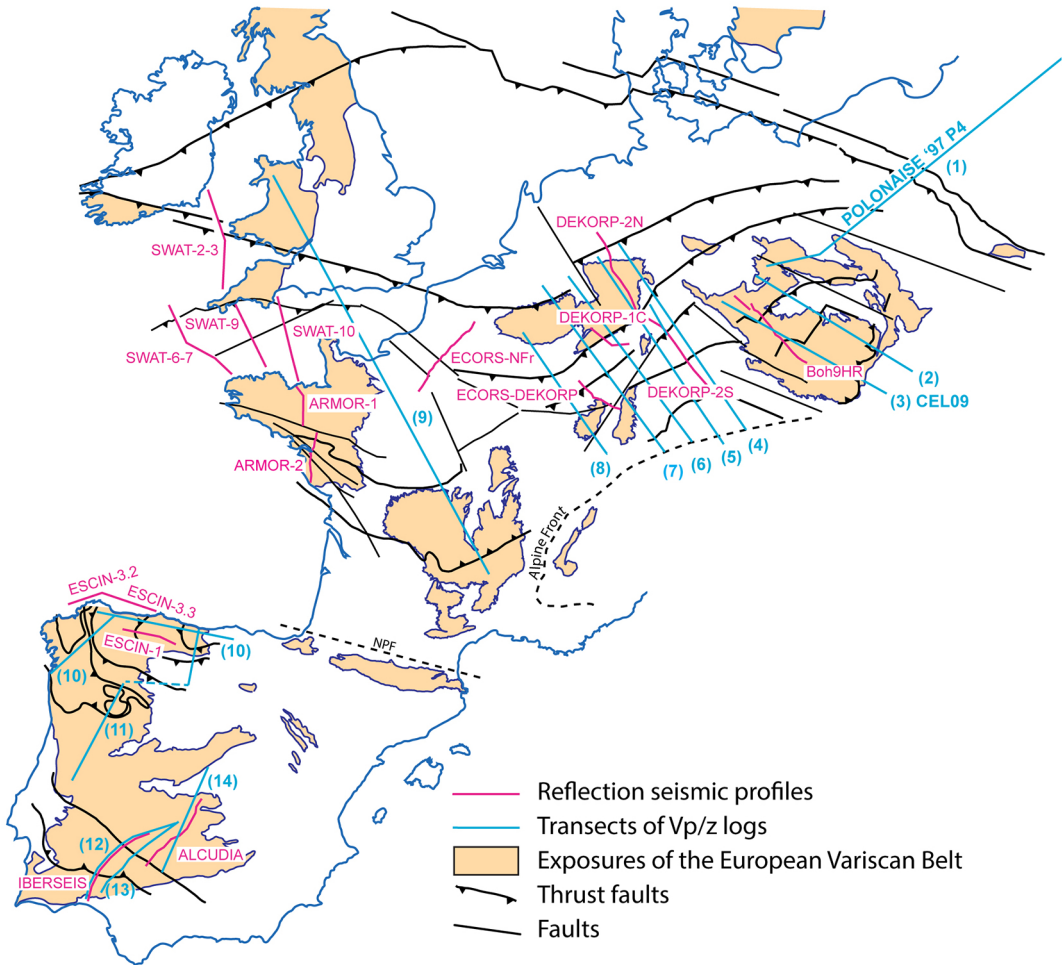 POLONAISE '97 P4
(1)
DEKORP-2N
SWAT-2-3
SWAT-9
SWAT-10
DEKORP-1C
SWAT-6-7
ECORS-NFr
Boh9HR
(2)
ECORS-DEKORP
DEKORP-2S
(3) CEL09
ARMOR-1
(9)
(4)
(5)
(6)
(7)
(8)
ARMOR-2
Alpine Front
ESCIN-3.2
ESCIN-3.3
ESCIN-1
(10)
NPF
(10)
(11)
(14)
Reflection seismic profiles
Transects of Vp/z logs
(12)
ALCUDIA
Exposures of the European Variscan Belt
IBERSEIS
(13)
Thrust faults
Faults